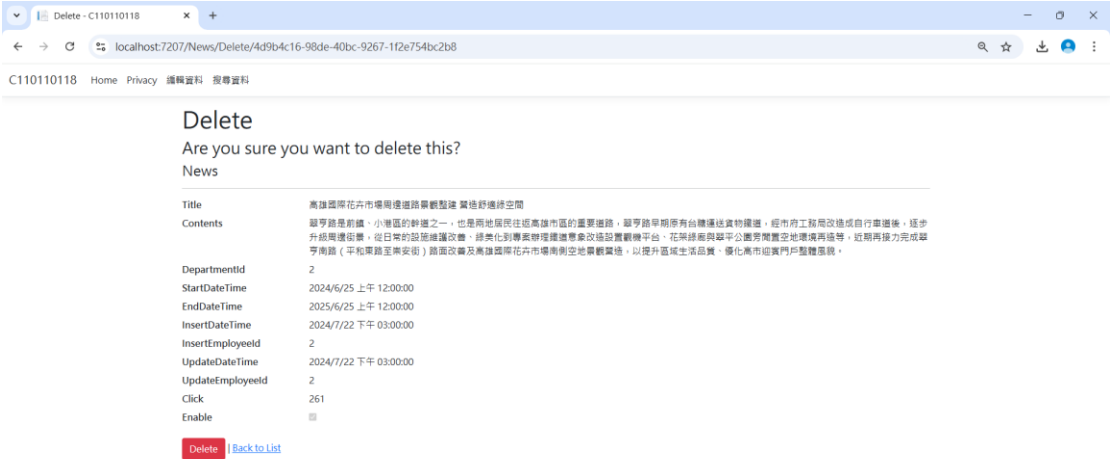 Delete - C110110118
localhost:7207/News/Delete/4d9b4c16-98de-40bc-9267-1f2e754bc2b8
C110110118 Home Privacy 編輯資料 搜尋資料
Delete
Are you sure you want to delete this?
News
Title 高雄國際花卉市場周邊道路景觀整建 營造舒適綠空間
Contents 翠亨路是前鎮、小港區的幹道之一,也是兩地居民往返高雄市區的重要道路,翠亨路早期原有台糖運送貨物鐵道,經市府工務局改造成自行車道後,逐步
升級周邊街景,從日常的設施維護改善、綠美化到專案辦理鐵道意象改造設置觀機平台、花架綠廊與翠平公園旁閒置空地環境再造等,近期再接力完成翠
亨南路(平和東路至樂安街)路面改善及高雄國際花卉市場南側空地景觀營造,以提升區域生活品質、優化高市迎賓門戶整體風貌。
DepartmentId 2
StartDateTime 2024/6/25 上午 12:00:00
EndDateTime 2025/6/25 上午 12:00:00
InsertDateTime 2024/7/22 下午 03:00:00
InsertEmployeeId 2
UpdateDateTime 2024/7/22 下午 03:00:00
UpdateEmployeeId 2
Click 261
Enable
Delete | Back to List